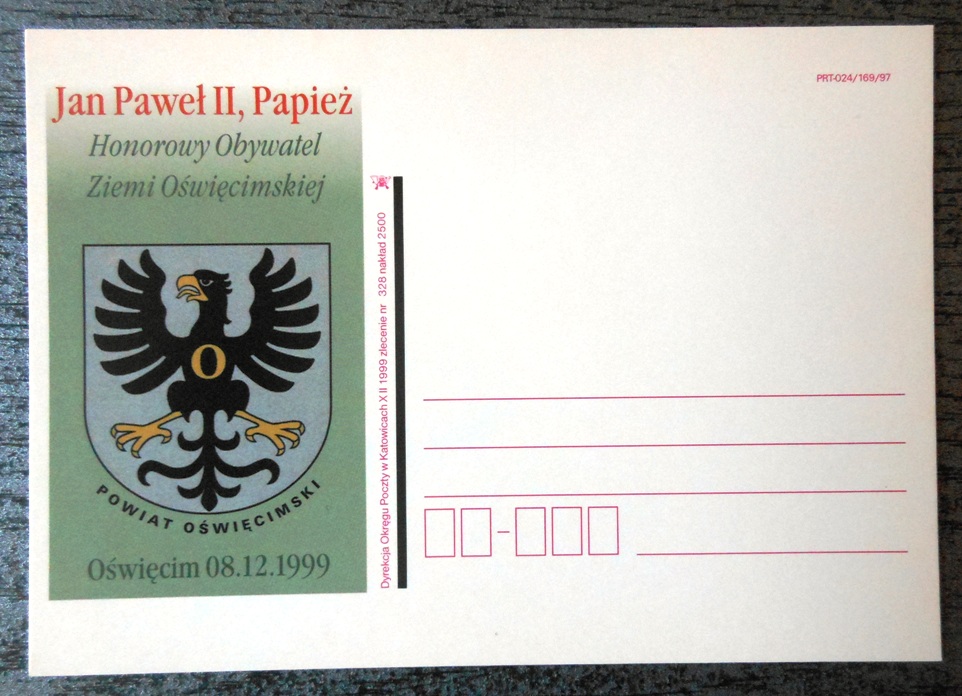 Jan Paweł II, Papież
Honorowy Obywatel
Ziemi Oświęcimskiej
O
POWIAT OŚWIĘCIMSKI
Oświęcim 08.12.1999
Dyrekcja Okręgu Poczty w Katowicach X II 1999 zlecenie nr 328 nakład 2500
PRT-024/169/97